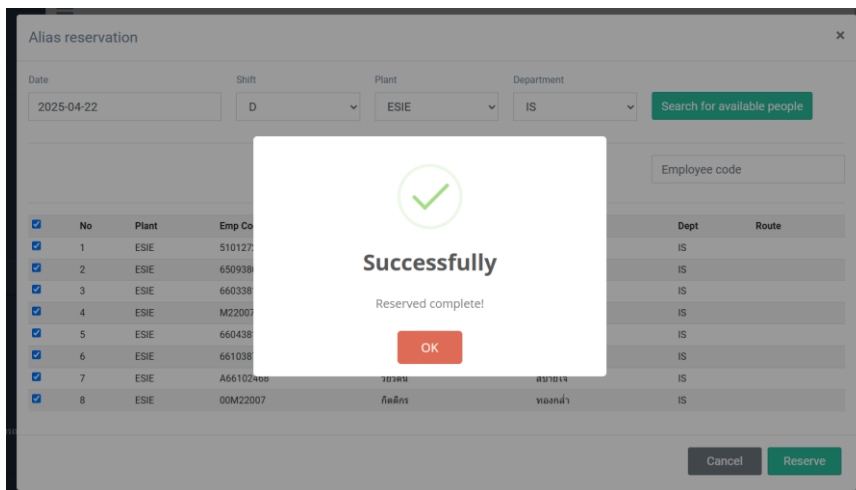 Alias reservation ×
Date Shift Plant Department
2025-04-22 D ESIE IS Search for available people
Employee code
No Plant Emp Co Dept Route
1 ESIE IS
2 ESIE IS
3 ESIE IS
4 ESIE IS
5 ESIE IS
6 ESIE IS
7 ESIE A66102468 IS
8 ESIE 00M22007 กิตติกร ทองกล่ำ IS
Successfully
Reserved complete!
OK
Cancel Reserve